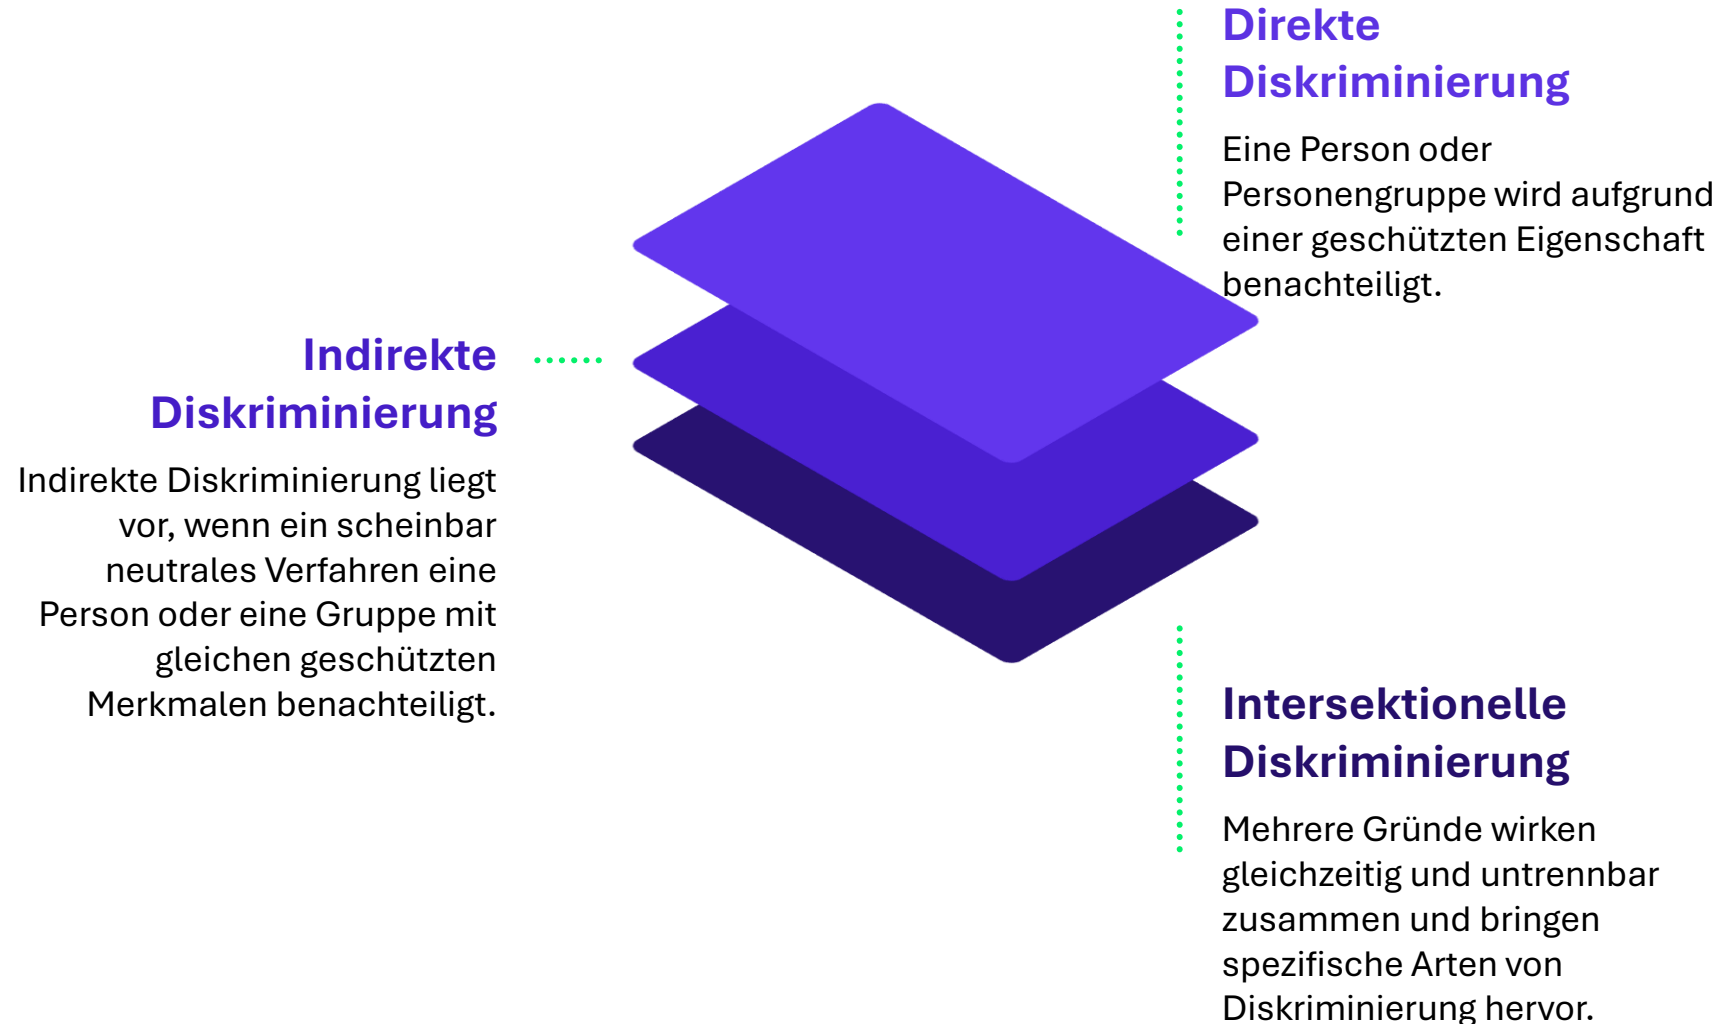 Direkte
Diskriminierung
Eine Person oder
Personengruppe wird aufgrund
einer geschützten Eigenschaft
benachteiligt.
Indirekte
Diskriminierung
Indirekte Diskriminierung liegt
vor, wenn ein scheinbar
neutrales Verfahren eine
Person oder eine Gruppe mit
gleichen geschützten
Merkmalen benachteiligt.
Intersektionelle
Diskriminierung
Mehrere Gründe wirken
gleichzeitig und untrennbar
zusammen und bringen
spezifische Arten von
Diskriminierung hervor.